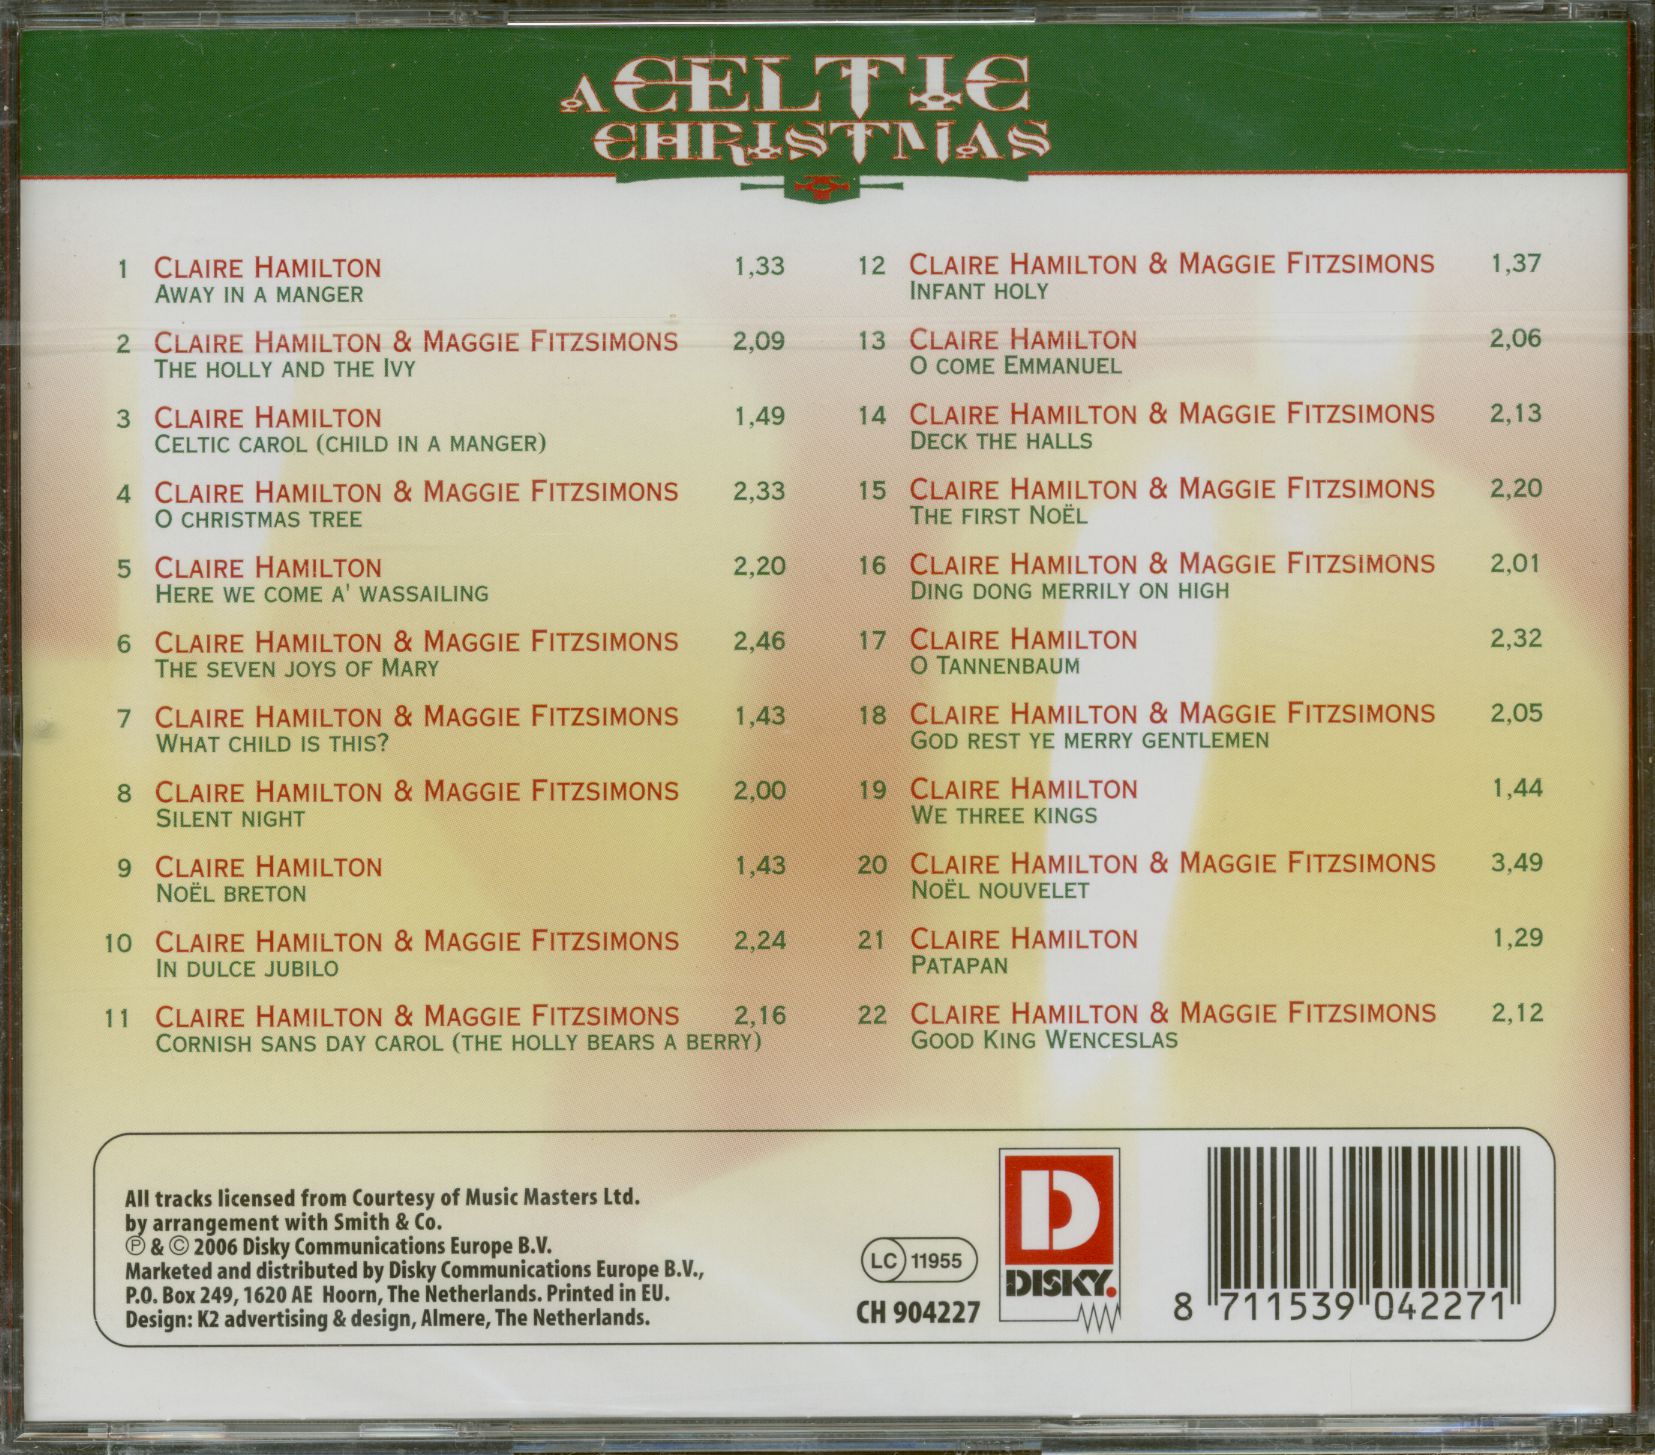 A CELTIC
CHRISTMAS
1 CLAIRE HAMILTON 1,33
AWAY IN A MANGER
2 CLAIRE HAMILTON & MAGGIE FITZSIMONS 2,09
THE HOLLY AND THE IVY
3 CLAIRE HAMILTON 1,49
CELTIC CAROL (CHILD IN A MANGER)
4 CLAIRE HAMILTON & MAGGIE FITZSIMONS 2,33
O CHRISTMAS TREE
5 CLAIRE HAMILTON 2,20
HERE WE COME A' WASSAILING
6 CLAIRE HAMILTON & MAGGIE FITZSIMONS 2,46
THE SEVEN JOYS OF MARY
7 CLAIRE HAMILTON & MAGGIE FITZSIMONS 1,43
WHAT CHILD IS THIS?
8 CLAIRE HAMILTON & MAGGIE FITZSIMONS 2,00
SILENT NIGHT
9 CLAIRE HAMILTON 1,43
NOËL BRETON
10 CLAIRE HAMILTON & MAGGIE FITZSIMONS 2,24
IN DULCE JUBILO
11 CLAIRE HAMILTON & MAGGIE FITZSIMONS 2,16
CORNISH SANS DAY CAROL (THE HOLLY BEARS A BERRY)
12 CLAIRE HAMILTON & MAGGIE FITZSIMONS 1,37
INFANT HOLY
13 CLAIRE HAMILTON 2,06
O COME EMMANUEL
14 CLAIRE HAMILTON & MAGGIE FITZSIMONS 2,13
DECK THE HALLS
15 CLAIRE HAMILTON & MAGGIE FITZSIMONS 2,20
THE FIRST NOËL
16 CLAIRE HAMILTON & MAGGIE FITZSIMONS 2,01
DING DONG MERRILY ON HIGH
17 CLAIRE HAMILTON 2,32
O TANNENBAUM
18 CLAIRE HAMILTON & MAGGIE FITZSIMONS 2,05
GOD REST YE MERRY GENTLEMEN
19 CLAIRE HAMILTON 1,44
WE THREE KINGS
20 CLAIRE HAMILTON & MAGGIE FITZSIMONS 3,49
NOËL NOUVELET
21 CLAIRE HAMILTON 1,29
PATAPAN
22 CLAIRE HAMILTON & MAGGIE FITZSIMONS 2,12
GOOD KING WENCESLAS
All tracks licensed from Courtesy of Music Masters Ltd.
by arrangement with Smith & Co.
℗ & © 2006 Disky Communications Europe B.V.
Marketed and distributed by Disky Communications Europe B.V.,
P.O. Box 249, 1620 AE Hoorn, The Netherlands. Printed in EU.
Design: K2 advertising & design, Almere, The Netherlands.
LC 11955
CH 904227
D
DISKY.
8 711539 042271